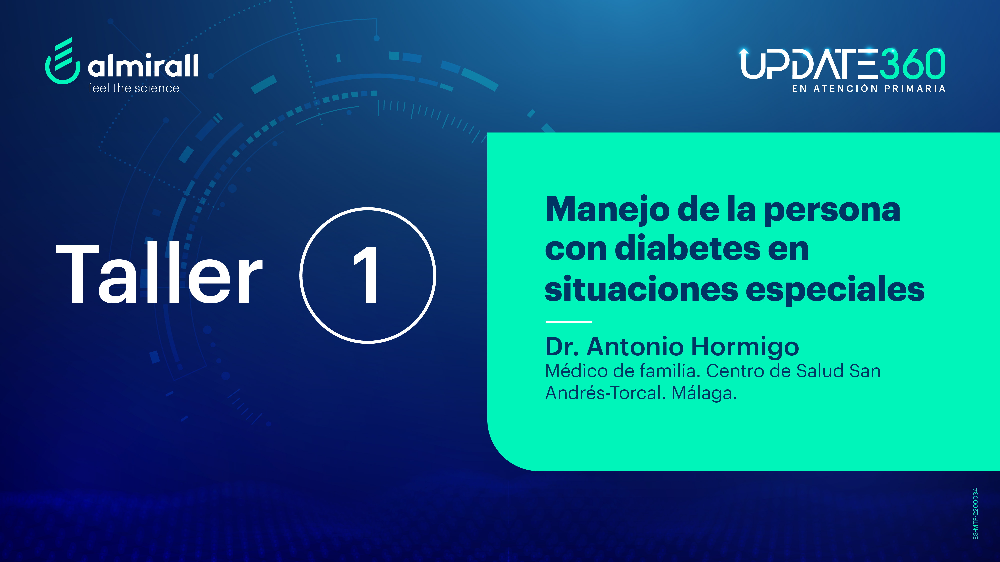 almirall
feel the science
UPDATE360
EN ATENCIÓN PRIMARIA
Taller 1
Manejo de la persona
con diabetes en
situaciones especiales
Dr. Antonio Hormigo
Médico de familia. Centro de Salud San
Andrés-Torcal. Málaga.
ES-MTP-2200034